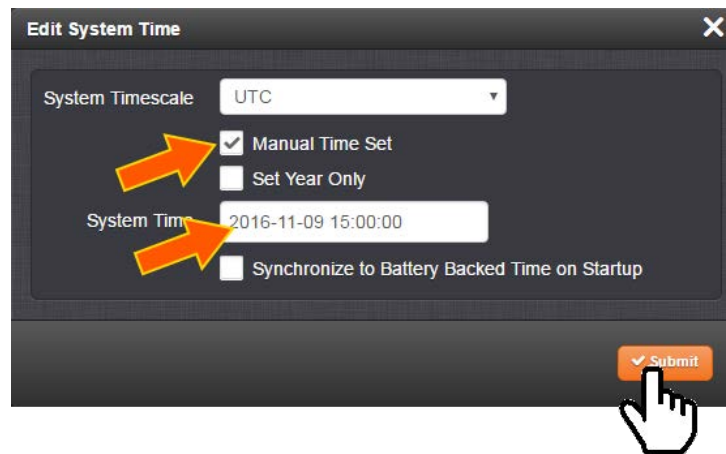 Edit System Time
System Timescale UTC
Manual Time Set
Set Year Only
System Time 2016-11-09 15:00:00
Synchronize to Battery Backed Time on Startup
Submit